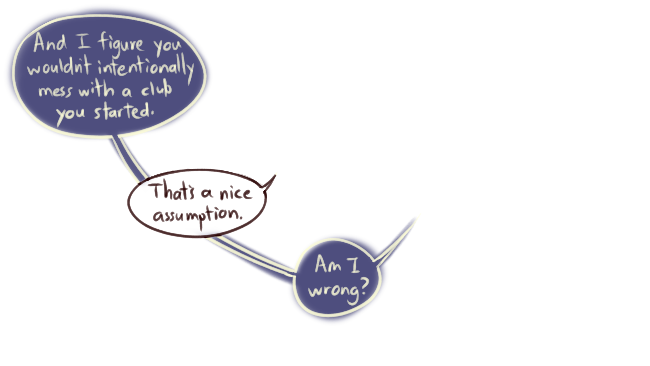 And I figure you
wouldn't intentionally
mess with a club
you started.
That's a nice
assumption.
Am I
wrong?